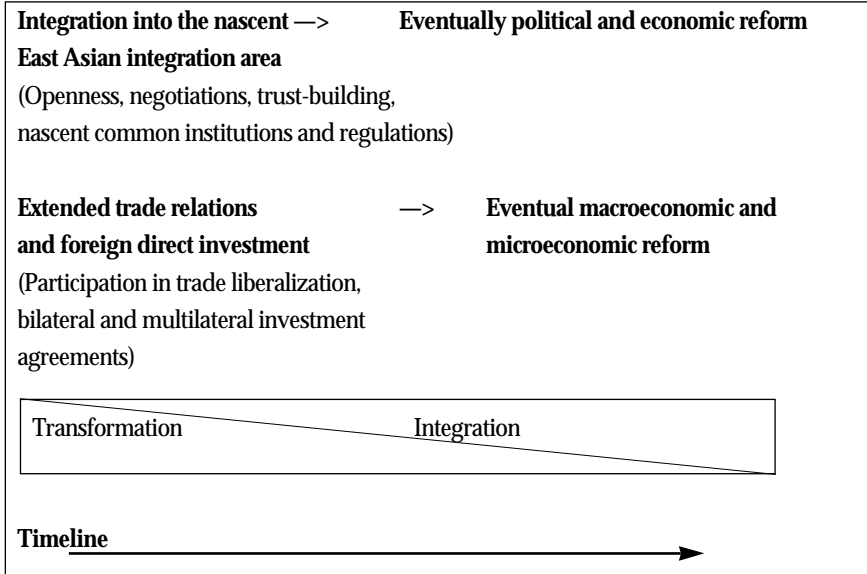 Integration into the nascent —> Eventually political and economic reform
East Asian integration area
(Openness, negotiations, trust-building,
nascent common institutions and regulations)
Extended trade relations —> Eventual macroeconomic and
and foreign direct investment microeconomic reform
(Participation in trade liberalization,
bilateral and multilateral investment
agreements)
Transformation Integration
Timeline